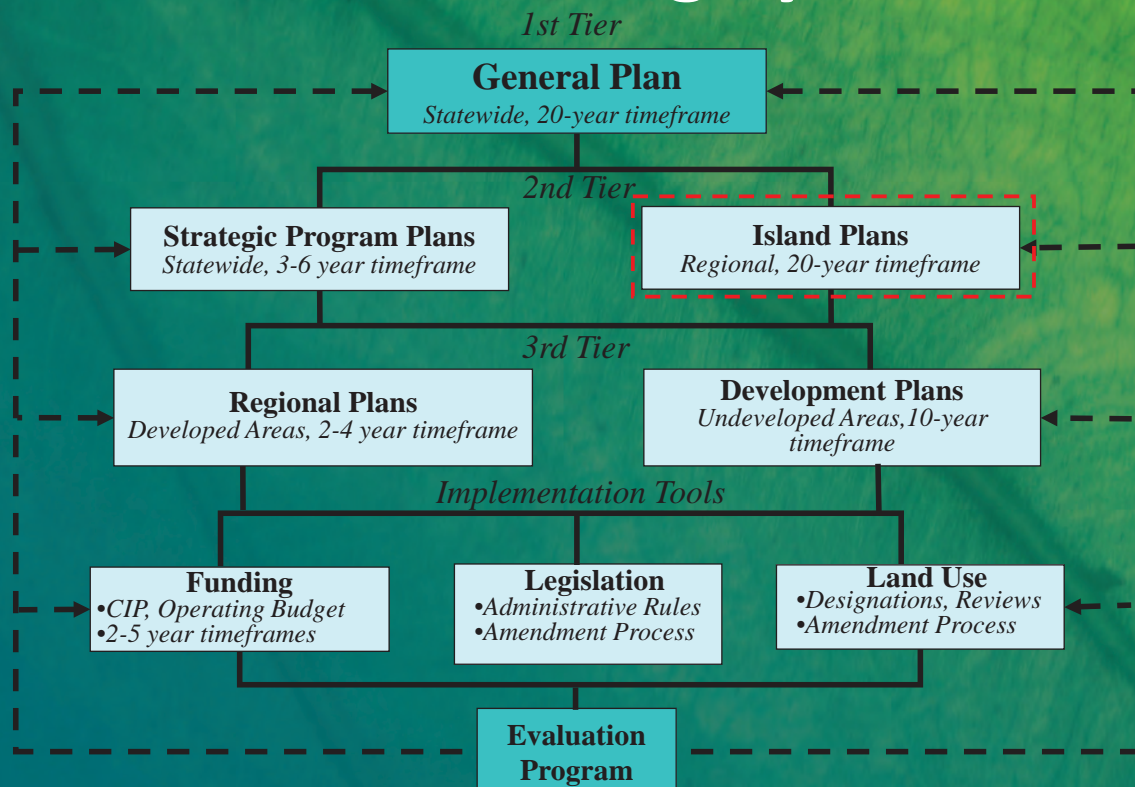 1st Tier
General Plan
Statewide, 20-year timeframe
2nd Tier
Strategic Program Plans
Statewide, 3-6 year timeframe
Island Plans
Regional, 20-year timeframe
3rd Tier
Regional Plans
Developed Areas, 2-4 year timeframe
Development Plans
Undeveloped Areas,10-year
timeframe
Implementation Tools
Funding
•CIP, Operating Budget
•2-5 year timeframes
Legislation
•Administrative Rules
•Amendment Process
Land Use
•Designations, Reviews
•Amendment Process
Evaluation
Program